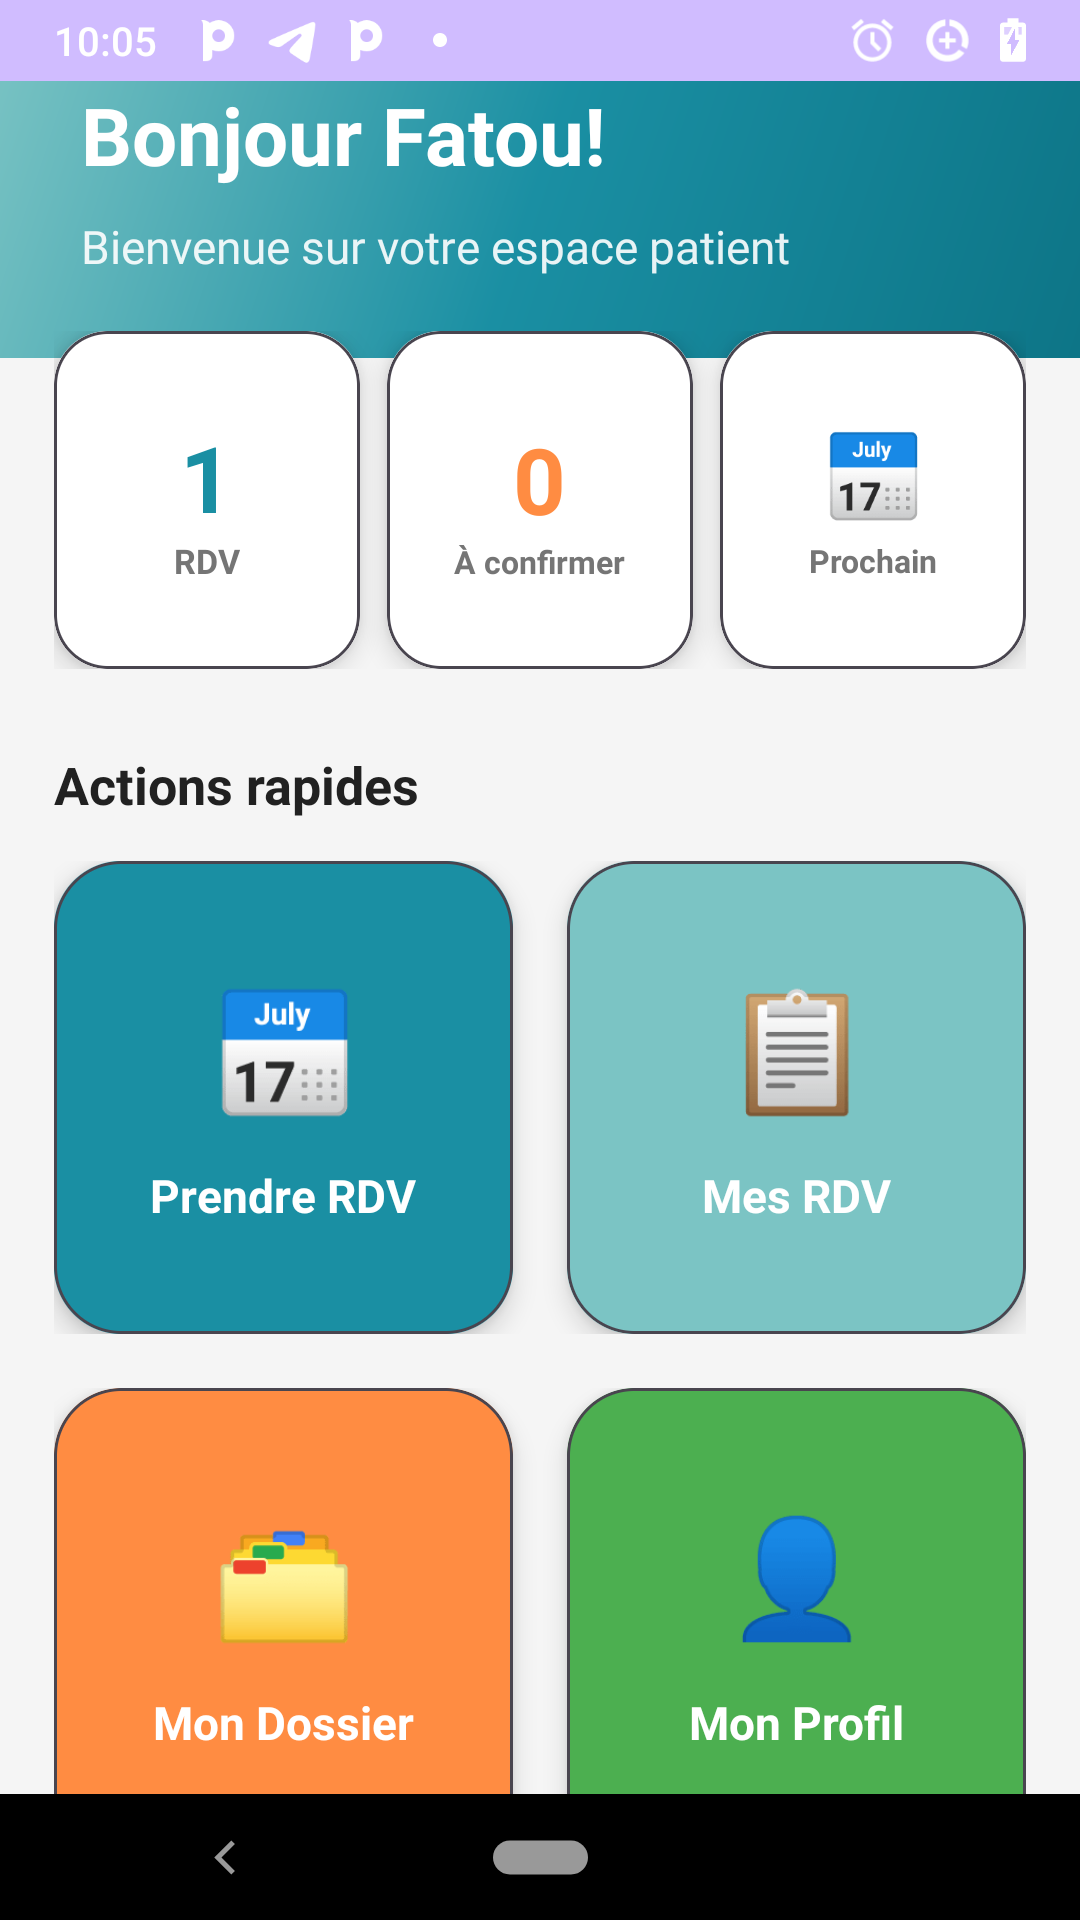 10:05
Bonjour Fatou!
Bienvenue sur votre espace patient
1
RDV
0
À confirmer
July
17
Prochain
Actions rapides
July
17
Prendre RDV
Mes RDV
Mon Dossier
Mon Profil